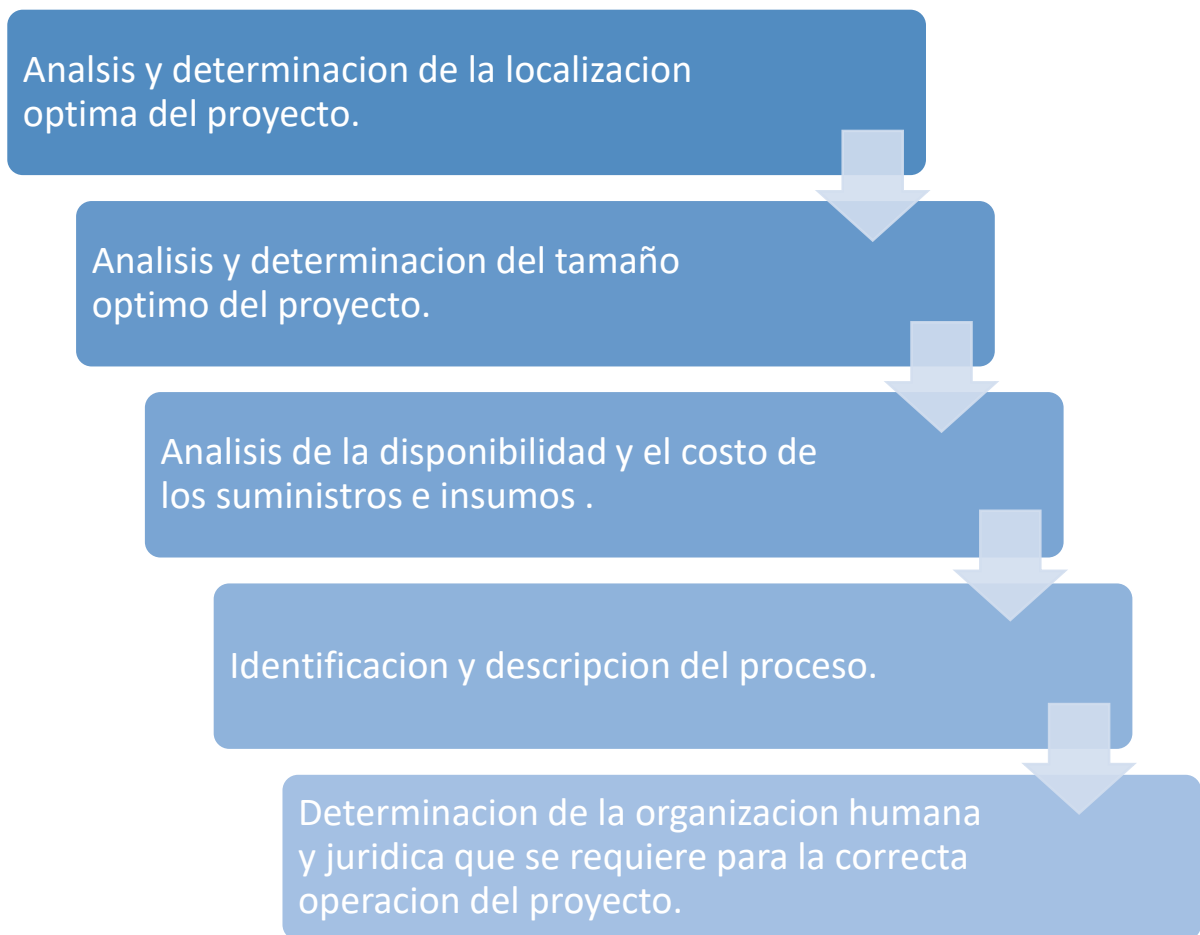 Analsis y determinacion de la localizacion
optima del proyecto.
Analisis y determinacion del tamaño
optimo del proyecto.
Analisis de la disponibilidad y el costo de
los suministros e insumos .
Identificacion y descripcion del proceso.
Determinacion de la organizacion humana
y juridica que se requiere para la correcta
operacion del proyecto.